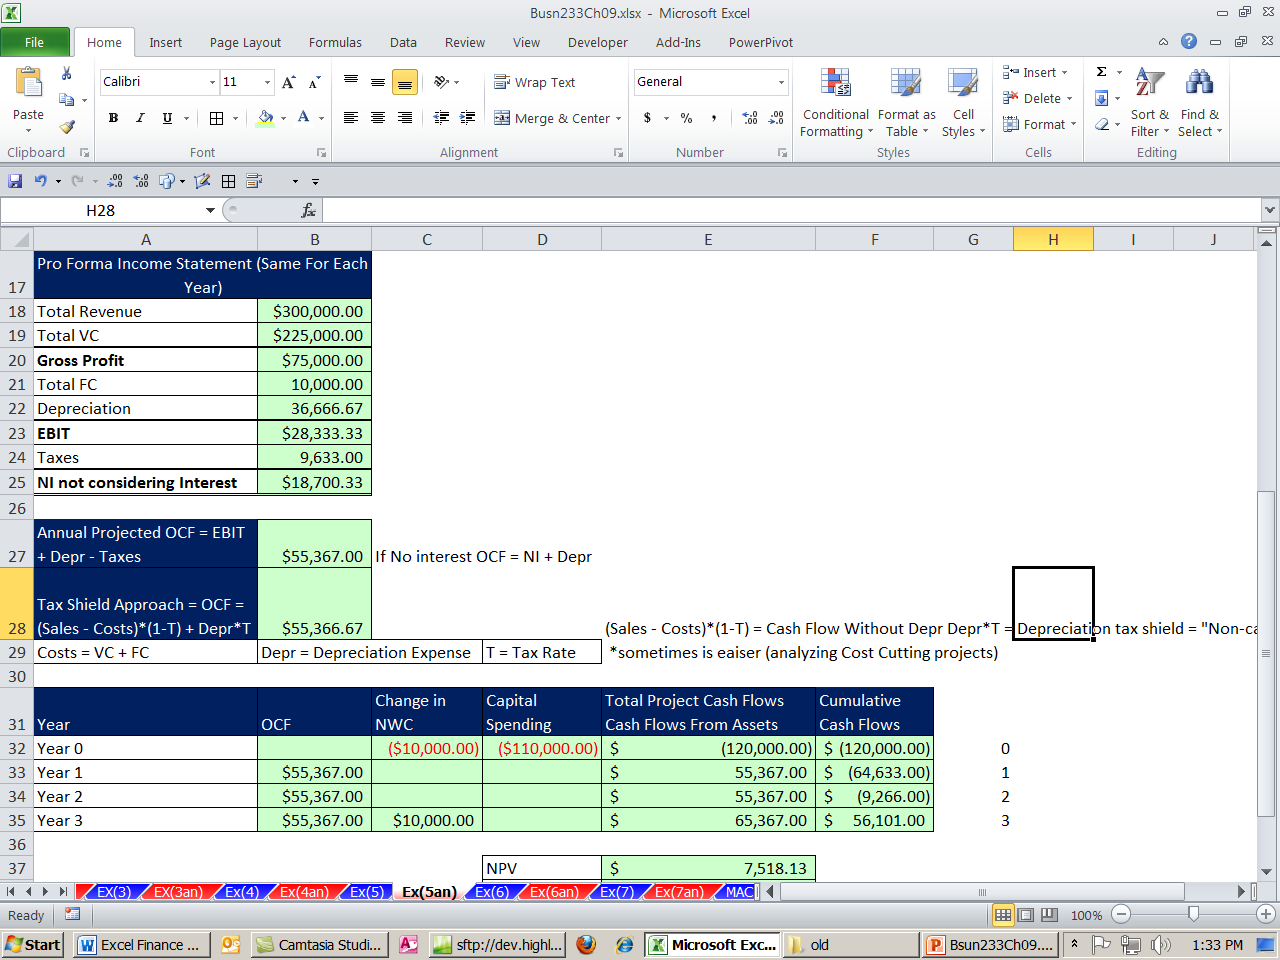 Busn233Ch09.xlsx - Microsoft Excel
File Home Insert Page Layout Formulas Data Review View Developer Add-Ins PowerPivot
Calibri 11 Wrap Text General Insert Σ
Paste Conditional Formatting Format as Table Cell Styles Delete Sort & Filter Find & Select
B I U A Merge & Center $ % , Format
Clipboard Font Alignment Number Styles Cells Editing
H28 fx
A B C D E F G H I J
17 Pro Forma Income Statement (Same For Each Year)
18 Total Revenue $300,000.00
19 Total VC $225,000.00
20 Gross Profit $75,000.00
21 Total FC 10,000.00
22 Depreciation 36,666.67
23 EBIT $28,333.33
24 Taxes 9,633.00
25 NI not considering Interest $18,700.33
26
27 Annual Projected OCF = EBIT + Depr - Taxes $55,367.00 If No interest OCF = NI + Depr
28 Tax Shield Approach = OCF = (Sales - Costs)*(1-T) + Depr*T $55,366.67 (Sales - Costs)*(1-T) = Cash Flow Without Depr Depr*T = Depreciation tax shield = "Non-ca
29 Costs = VC + FC Depr = Depreciation Expense T = Tax Rate *sometimes is eaiser (analyzing Cost Cutting projects)
30
31 Year OCF Change in NWC Capital Spending Total Project Cash Flows Cash Flows From Assets Cumulative Cash Flows
32 Year 0 ($10,000.00) ($110,000.00) $ (120,000.00) $ (120,000.00) 0
33 Year 1 $55,367.00 $ 55,367.00 $ (64,633.00) 1
34 Year 2 $55,367.00 $ 55,367.00 $ (9,266.00) 2
35 Year 3 $55,367.00 $10,000.00 $ 65,367.00 $ 56,101.00 3
36
37 NPV $ 7,518.13
EX(3) EX(3an) EX(4) EX(4an) EX(5) Ex(5an) EX(6) Ex(6an) EX(7) Ex(7an) MAC
Ready 100%
Start Excel Finance ... Camtasia Studi... sftp://dev.highl... Microsoft Exc... old Bsun233Ch09.... 1:33 PM